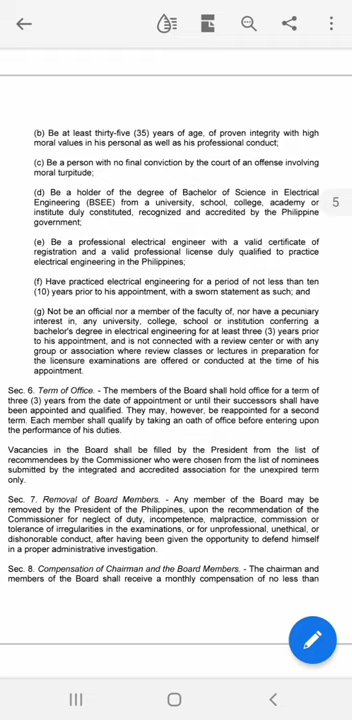 (b) Be at least thirty-five (35) years of age, of proven integrity with high
moral values in his personal as well as his professional conduct;
(c) Be a person with no final conviction by the court of an offense involving
moral turpitude;
(d) Be a holder of the degree of Bachelor of Science in Electrical
Engineering (BSEE) from a university, school, college, academy or
institute duly constituted, recognized and accredited by the Philippine
government;
5
(e) Be a professional electrical engineer with a valid certificate of
registration and a valid professional license duly qualified to practice
electrical engineering in the Philippines;
(f) Have practiced electrical engineering for a period of not less than ten
(10) years prior to his appointment, with a sworn statement as such; and
(g) Not be an official nor a member of the faculty of, nor have a pecuniary
interest in, any university, college, school or institution conferring a
bachelor's degree in electrical engineering for at least three (3) years prior
to his appointment, and is not connected with a review center or with any
group or association where review classes or lectures in preparation for
the licensure examinations are offered or conducted at the time of his
appointment.
Sec. 6. Term of Office. - The members of the Board shall hold office for a term of
three (3) years from the date of appointment or until their successors shall have
been appointed and qualified. They may, however, be reappointed for a second
term. Each member shall qualify by taking an oath of office before entering upon
the performance of his duties.
Vacancies in the Board shall be filled by the President from the list of
recommendees by the Commissioner who were chosen from the list of nominees
submitted by the integrated and accredited association for the unexpired term
only.
Sec. 7. Removal of Board Members. - Any member of the Board may be
removed by the President of the Philippines, upon the recommendation of the
Commissioner for neglect of duty, incompetence, malpractice, commission or
tolerance of irregularities in the examinations, or for unprofessional, unethical, or
dishonorable conduct, after having been given the opportunity to defend himself
in a proper administrative investigation.
Sec. 8. Compensation of Chairman and the Board Members. - The chairman and
members of the Board shall receive a monthly compensation of no less than